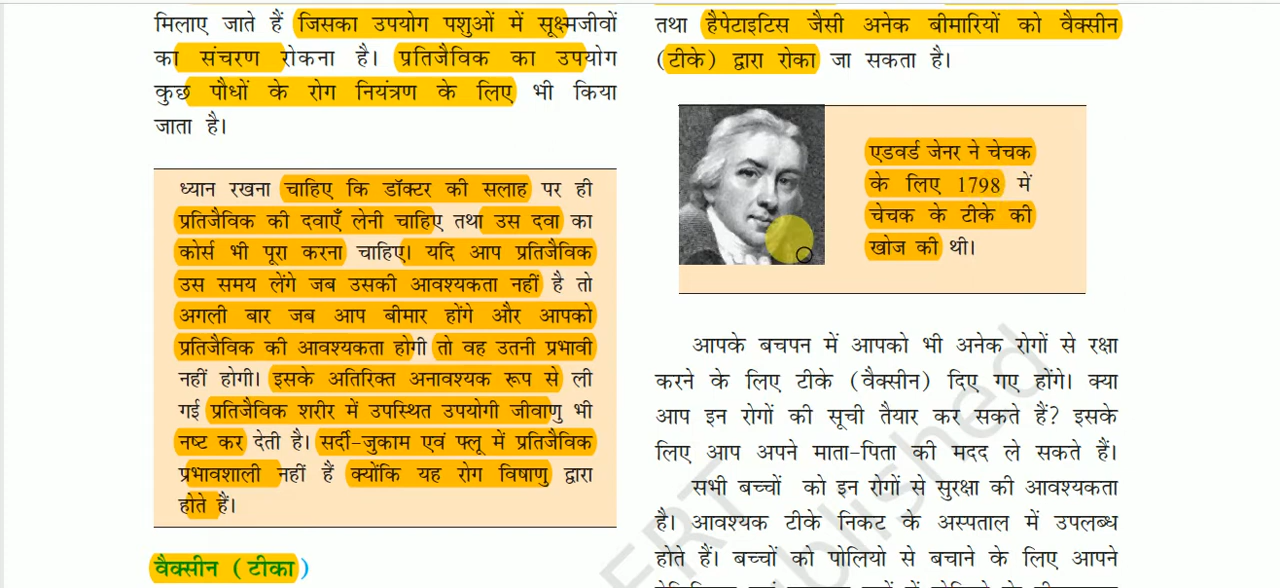 मिलाए जाते हैं जिसका उपयोग पशुओं में सूक्ष्मजीवों
का संचरण रोकना है। प्रतिजैविक का उपयोग
कुछ पौधों के रोग नियंत्रण के लिए भी किया
जाता है।
ध्यान रखना चाहिए कि डॉक्टर की सलाह पर ही
प्रतिजैविक की दवाएँ लेनी चाहिए तथा उस दवा का
कोर्स भी पूरा करना चाहिए। यदि आप प्रतिजैविक
उस समय लेंगे जब उसकी आवश्यकता नहीं है तो
अगली बार जब आप बीमार होंगे और आपको
प्रतिजैविक की आवश्यकता होगी तो वह उतनी प्रभावी
नहीं होगी। इसके अतिरिक्त अनावश्यक रूप से ली
गई प्रतिजैविक शरीर में उपस्थित उपयोगी जीवाणु भी
नष्ट कर देती है। सर्दी-जुकाम एवं फ्लू में प्रतिजैविक
प्रभावशाली नहीं हैं क्योंकि यह रोग विषाणु द्वारा
होते हैं।
वैक्सीन (टीका)
तथा हैपेटाइटिस जैसी अनेक बीमारियों को वैक्सीन
(टीके) द्वारा रोका जा सकता है।
एडवर्ड जेनर ने चेचक
के लिए 1798 में
चेचक के टीके की
खोज की थी।
आपके बचपन में आपको भी अनेक रोगों से रक्षा
करने के लिए टीके (वैक्सीन) दिए गए होंगे। क्या
आप इन रोगों की सूची तैयार कर सकते हैं? इसके
लिए आप अपने माता-पिता की मदद ले सकते हैं।
सभी बच्चों को इन रोगों से सुरक्षा की आवश्यकता
है। आवश्यक टीके निकट के अस्पताल में उपलब्ध
होते हैं। बच्चों को पोलियो से बचाने के लिए आपने